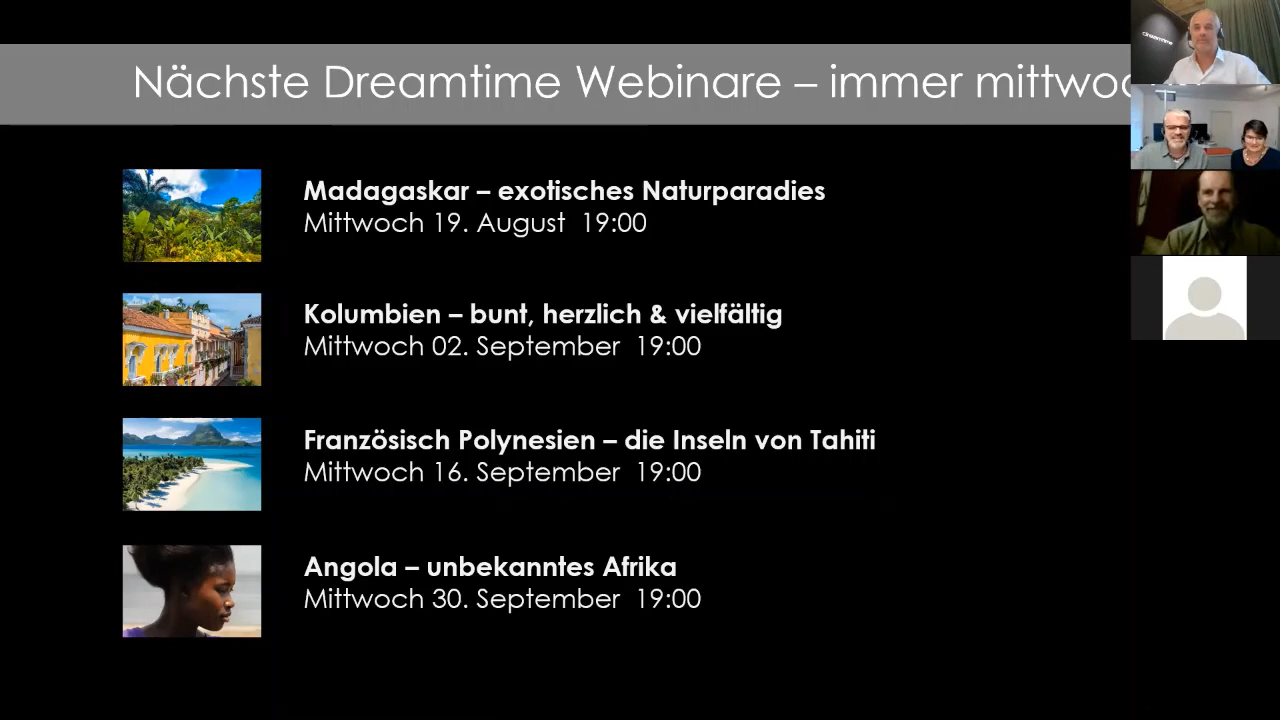 Nächste Dreamtime Webinare – immer mittwoc
dreamtime
Madagaskar – exotisches Naturparadies
Mittwoch 19. August 19:00
Kolumbien – bunt, herzlich & vielfältig
Mittwoch 02. September 19:00
Französisch Polynesien – die Inseln von Tahiti
Mittwoch 16. September 19:00
Angola – unbekanntes Afrika
Mittwoch 30. September 19:00